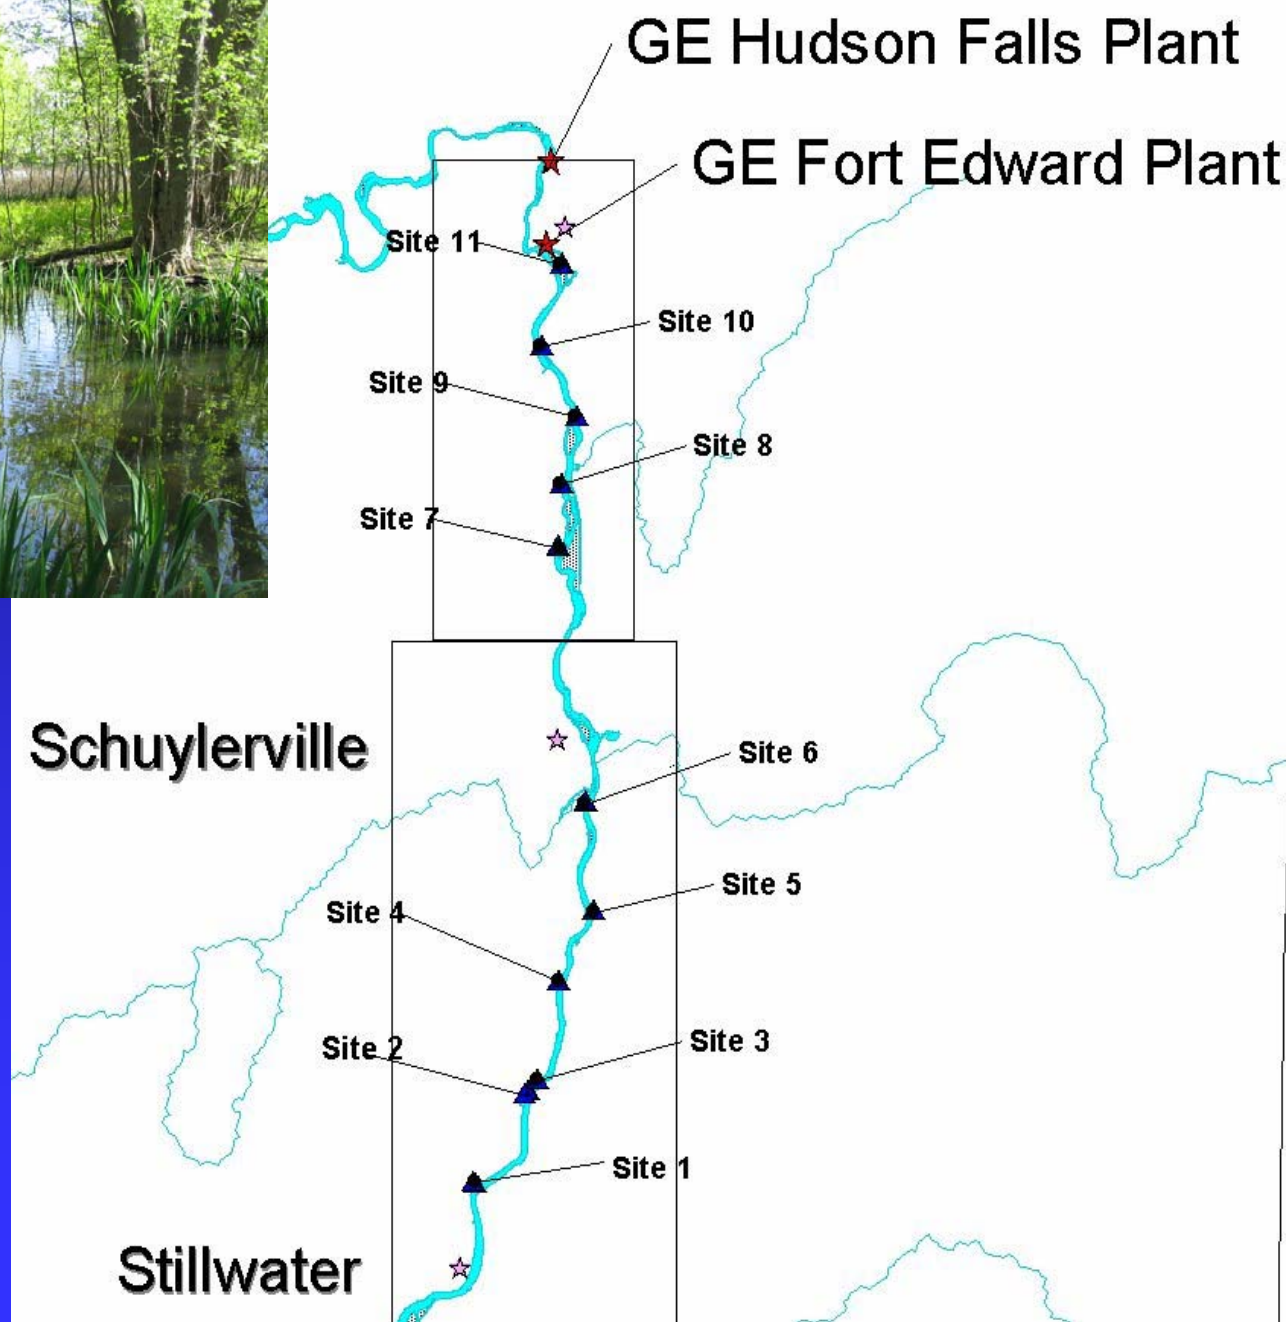 GE Hudson Falls Plant
GE Fort Edward Plant
Site 11
Site 10
Site 9
Site 8
Site 7
Schuylerville
Site 6
Site 5
Site 4
Site 3
Site 2
Site 1
Stillwater